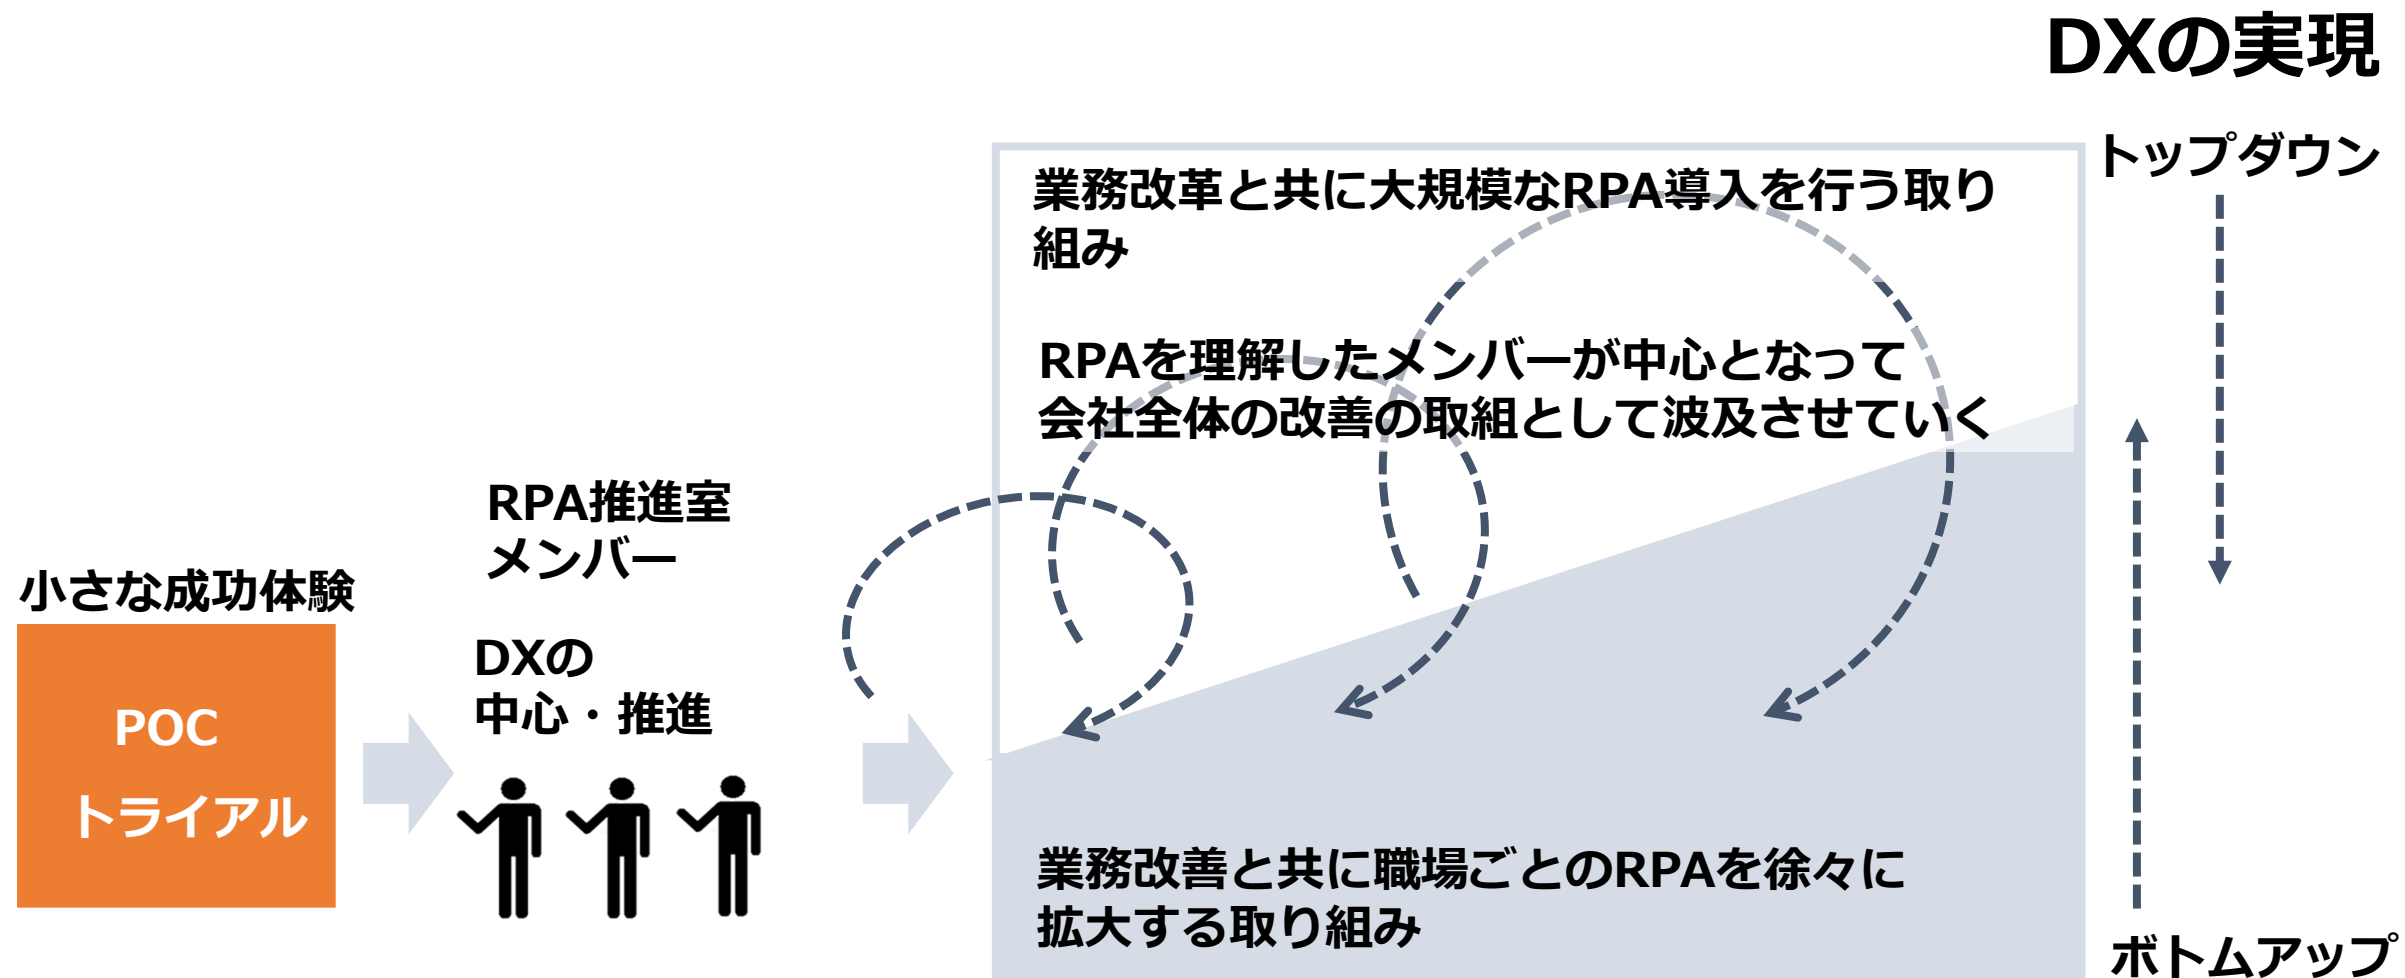 DXの実現
トップダウン
業務改革と共に大規模なRPA導入を行う取り
組み
RPAを理解したメンバーが中心となって
会社全体の改善の取組として波及させていく
RPA推進室
メンバー
小さな成功体験
DXの
中心・推進
POC
トライアル
業務改善と共に職場ごとのRPAを徐々に
拡大する取り組み
ボトムアップ